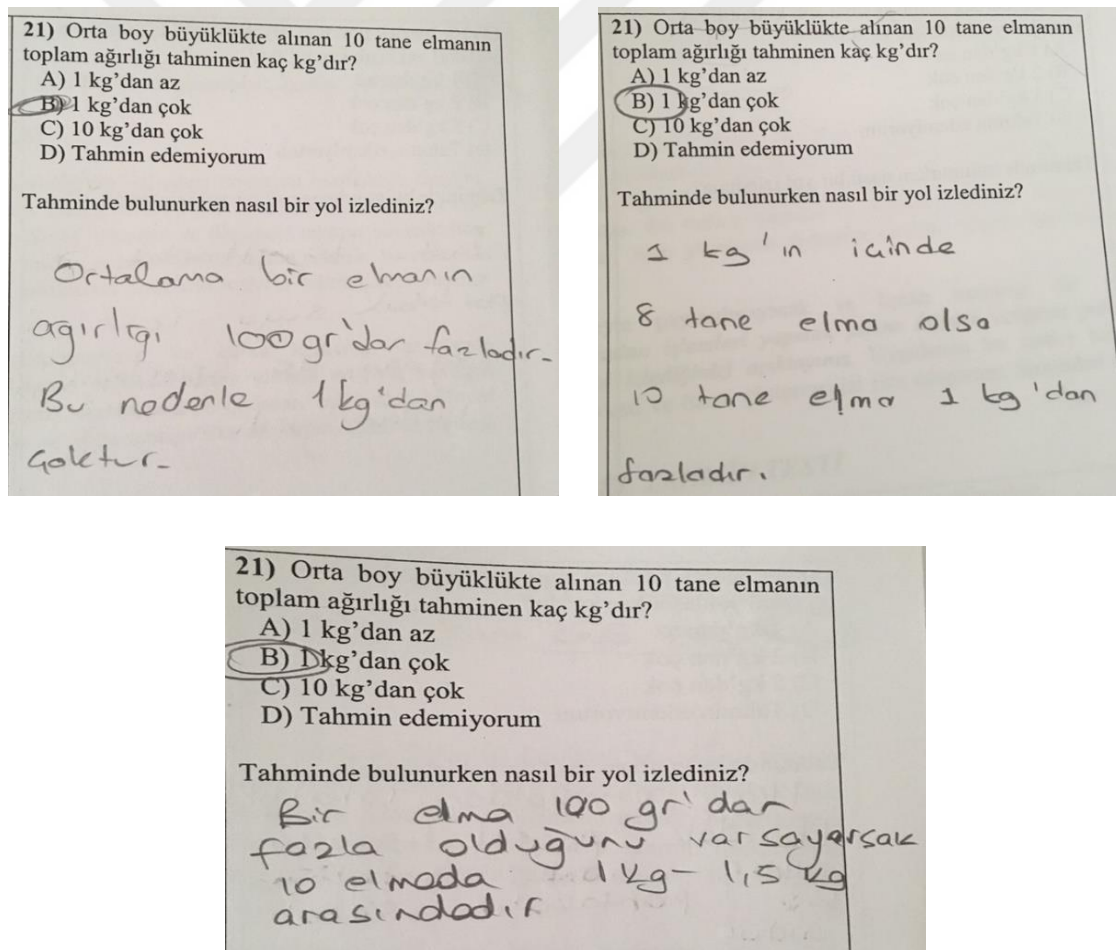 21) Orta boy büyüklükte alınan 10 tane elmanın
toplam ağırlığı tahminen kaç kg’dır?
A) 1 kg’dan az
B) 1 kg’dan çok
C) 10 kg’dan çok
D) Tahmin edemiyorum
Tahminde bulunurken nasıl bir yol izlediniz?
Ortalama bir elmanın
agırlıgı 100 gr'dan fazladır.
Bu nedenle 1 kg'dan
çoktur.
21) Orta boy büyüklükte alınan 10 tane elmanın
toplam ağırlığı tahminen kaç kg’dır?
A) 1 kg’dan az
B) 1 kg’dan çok
C) 10 kg’dan çok
D) Tahmin edemiyorum
Tahminde bulunurken nasıl bir yol izlediniz?
1 kg'ın içinde
8 tane elma olsa
10 tane elma 1 kg'dan
fazladır.
21) Orta boy büyüklükte alınan 10 tane elmanın
toplam ağırlığı tahminen kaç kg’dır?
A) 1 kg’dan az
B) 1 kg’dan çok
C) 10 kg’dan çok
D) Tahmin edemiyorum
Tahminde bulunurken nasıl bir yol izlediniz?
Bir elma 100 gr'dan
fazla olduğunu varsayarsak
10 elmada 1 kg - 1,5 kg
arasındadır